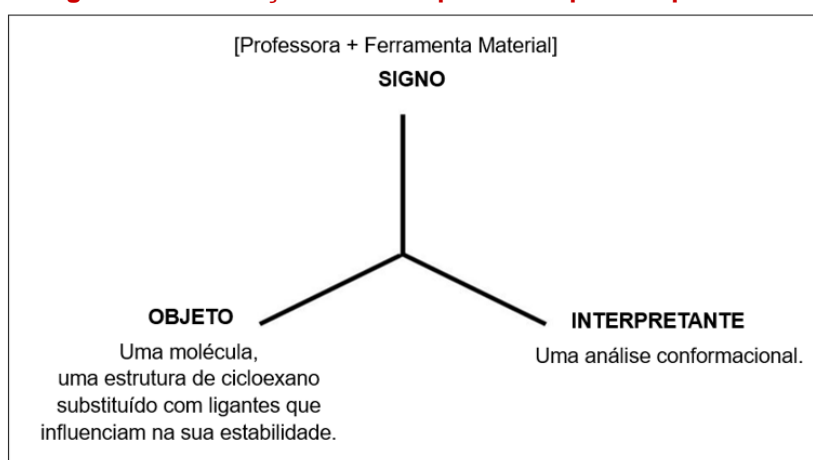 [Professora + Ferramenta Material]
SIGNO
OBJETO
Uma molécula,
uma estrutura de cicloexano
substituído com ligantes que
influenciam na sua estabilidade.
INTERPRETANTE
Uma análise conformacional.